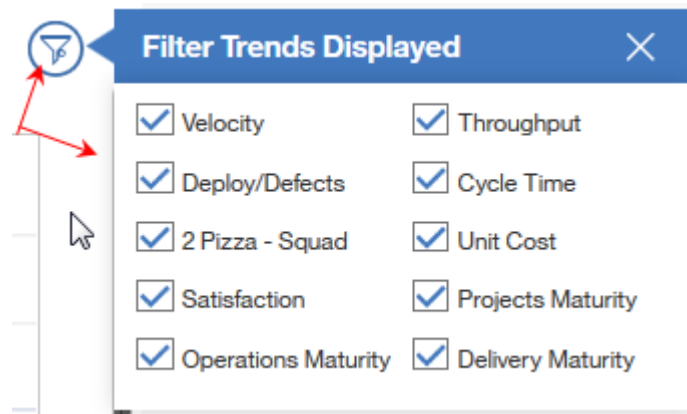 Filter Trends Displayed
Velocity
Throughput
Deploy/Defects
Cycle Time
2 Pizza - Squad
Unit Cost
Satisfaction
Projects Maturity
Operations Maturity
Delivery Maturity